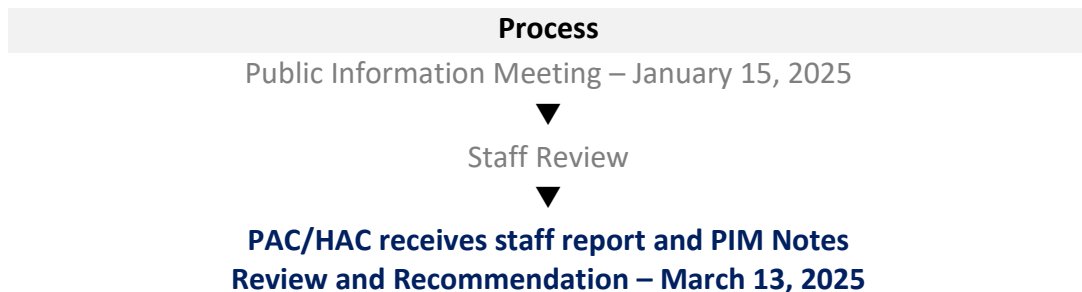 Process
Public Information Meeting – January 15, 2025
▼
Staff Review
▼
PAC/HAC receives staff report and PIM Notes
Review and Recommendation – March 13, 2025